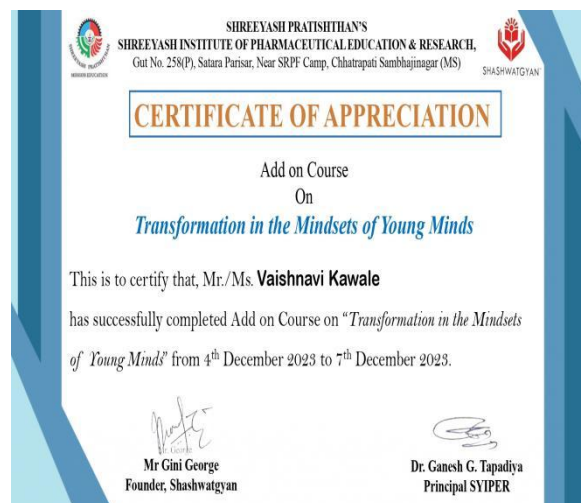 SHREEYASH PRATISHTHAN'S
SHREEYASH INSTITUTE OF PHARMACEUTICAL EDUCATION & RESEARCH,
Gut No. 258(P), Satara Parisar, Near SRPF Camp, Chhatrapati Sambhajinagar (MS)
SHASHWATGYAN
CERTIFICATE OF APPRECIATION
Add on Course
On
Transformation in the Mindsets of Young Minds
This is to certify that, Mr./Ms. Vaishnavi Kawale
has successfully completed Add on Course on “Transformation in the Mindsets
of Young Minds” from 4th December 2023 to 7th December 2023.
Mr Gini George
Founder, Shashwatgyan
Dr. Ganesh G. Tapadiya
Principal SYIPER